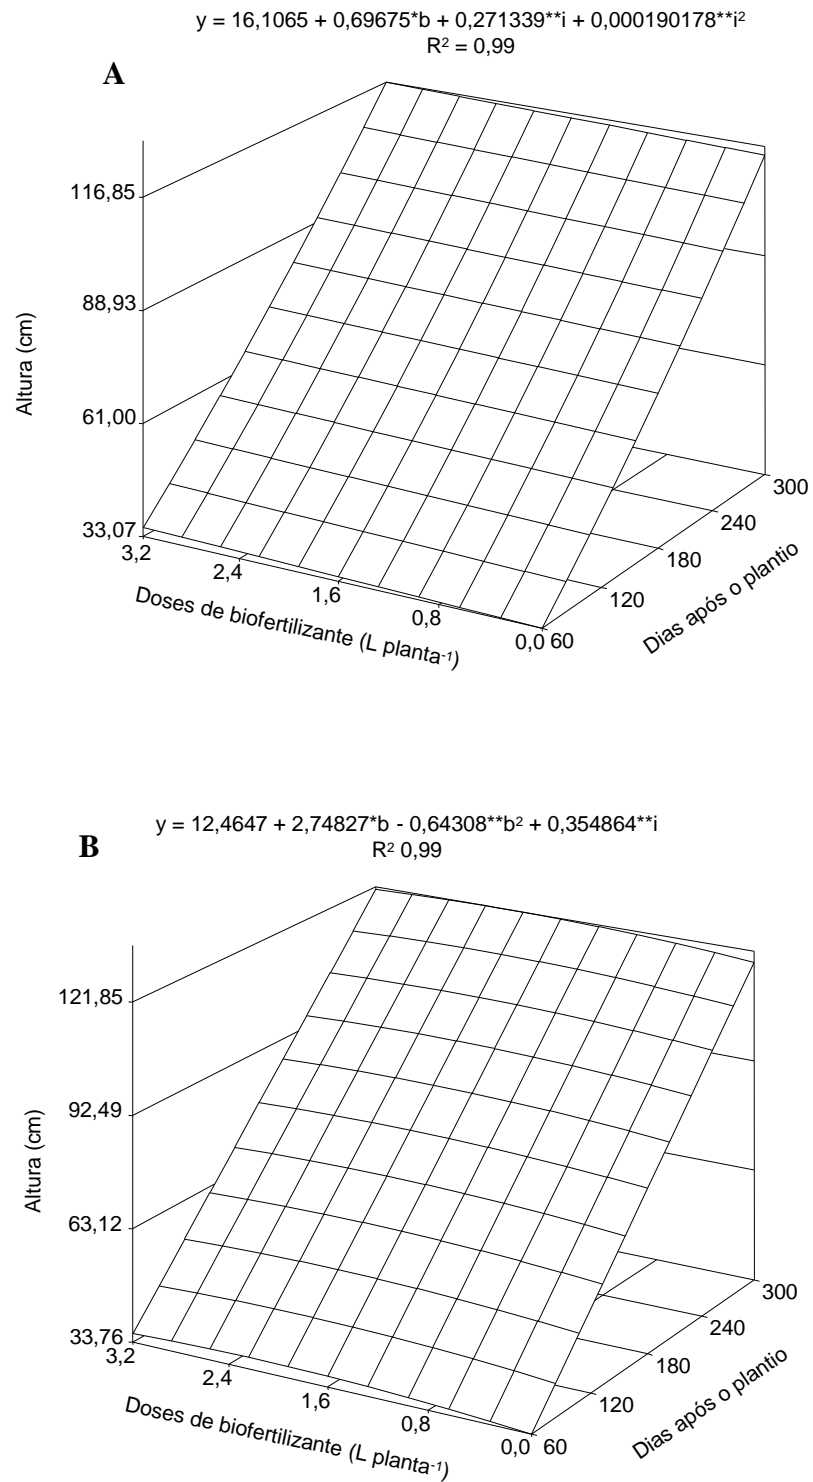 y = 16,1065 + 0,69675*b + 0,271339**i + 0,000190178**i²
R² = 0,99
A
116,85
88,93
61,00
33,07
Altura (cm)
3,2
2,4
1,6
0,8
0,0
Doses de biofertilizante (L planta⁻¹)
60
120
180
240
300
Dias após o plantio
y = 12,4647 + 2,74827*b - 0,64308**b² + 0,354864**i
R² 0,99
B
121,85
92,49
63,12
33,76
Altura (cm)
3,2
2,4
1,6
0,8
0,0
Doses de biofertilizante (L planta⁻¹)
60
120
180
240
300
Dias após o plantio